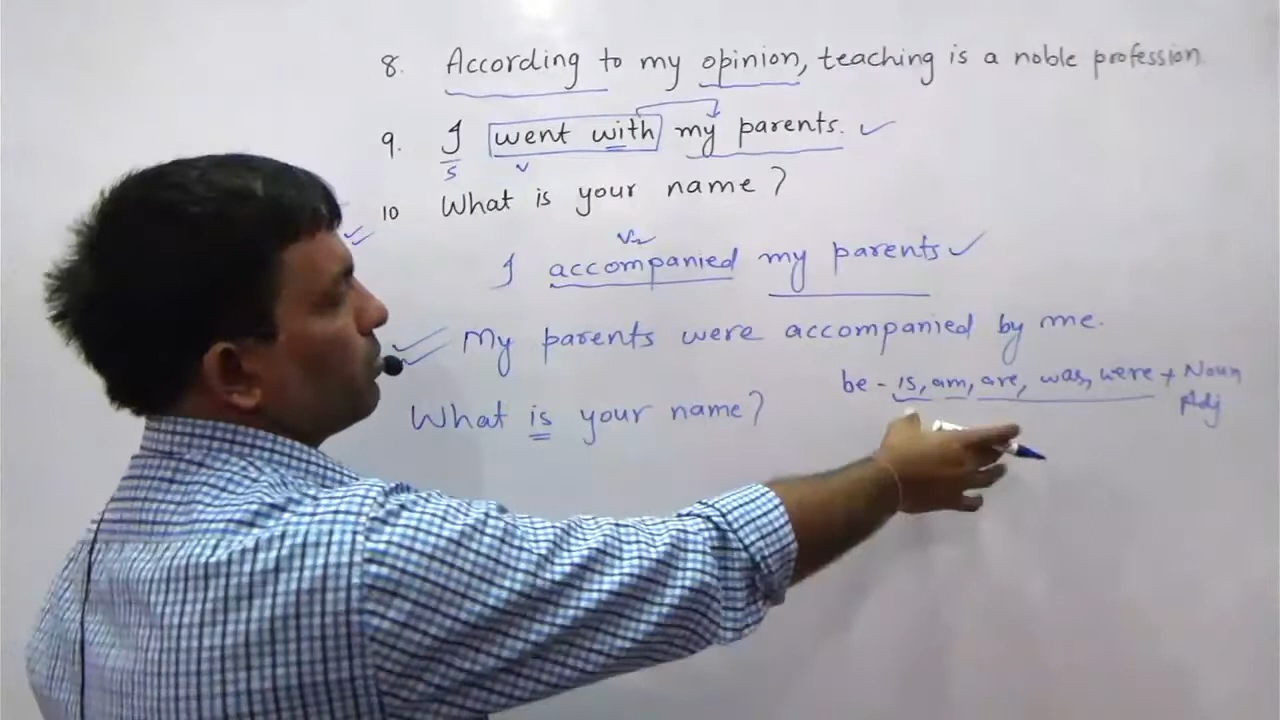 8. According to my opinion, teaching is a noble profession
9. I went with my parents. ✓
S V
10 What is your name?
V2
I accompanied my parents ✓
My parents were accompanied by me.
be - is, am, are, was, were + Noun
Adj
What is your name?